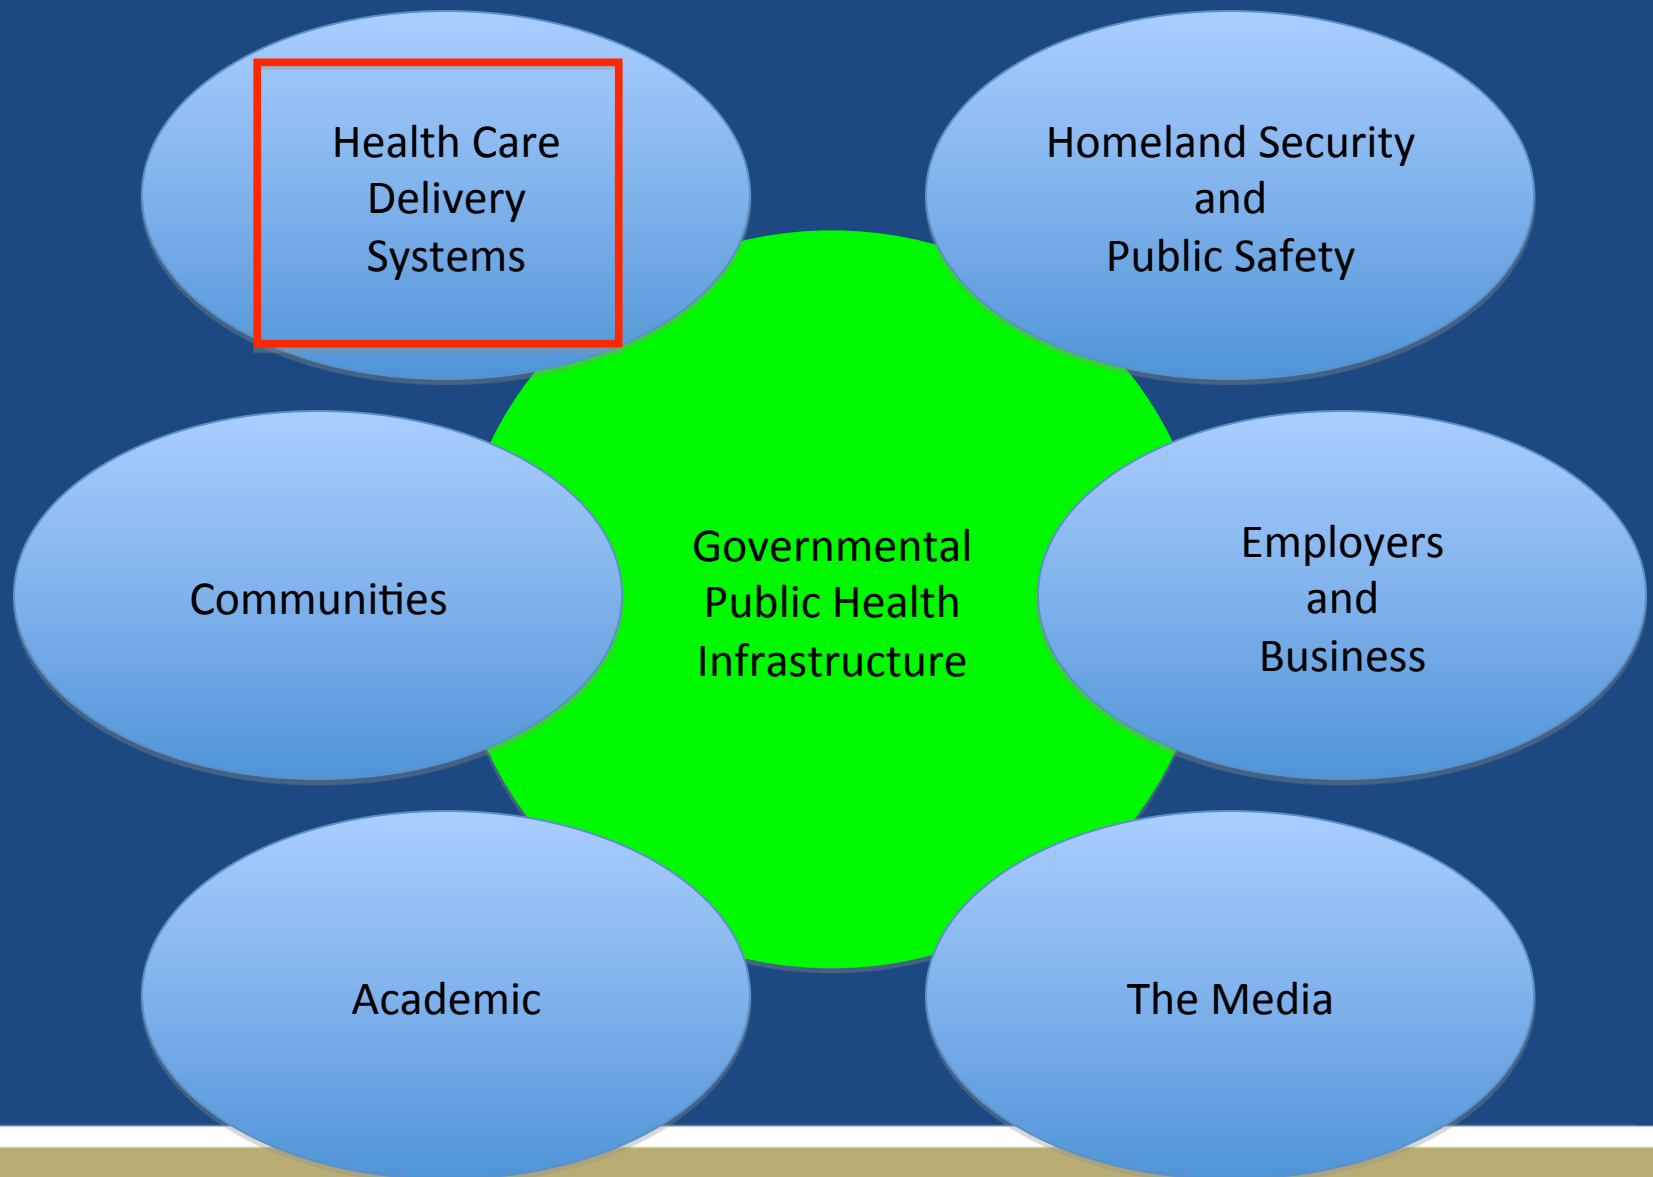 Health Care
Delivery
Systems
Homeland Security
and
Public Safety
Communities
Governmental
Public Health
Infrastructure
Employers
and
Business
Academic
The Media